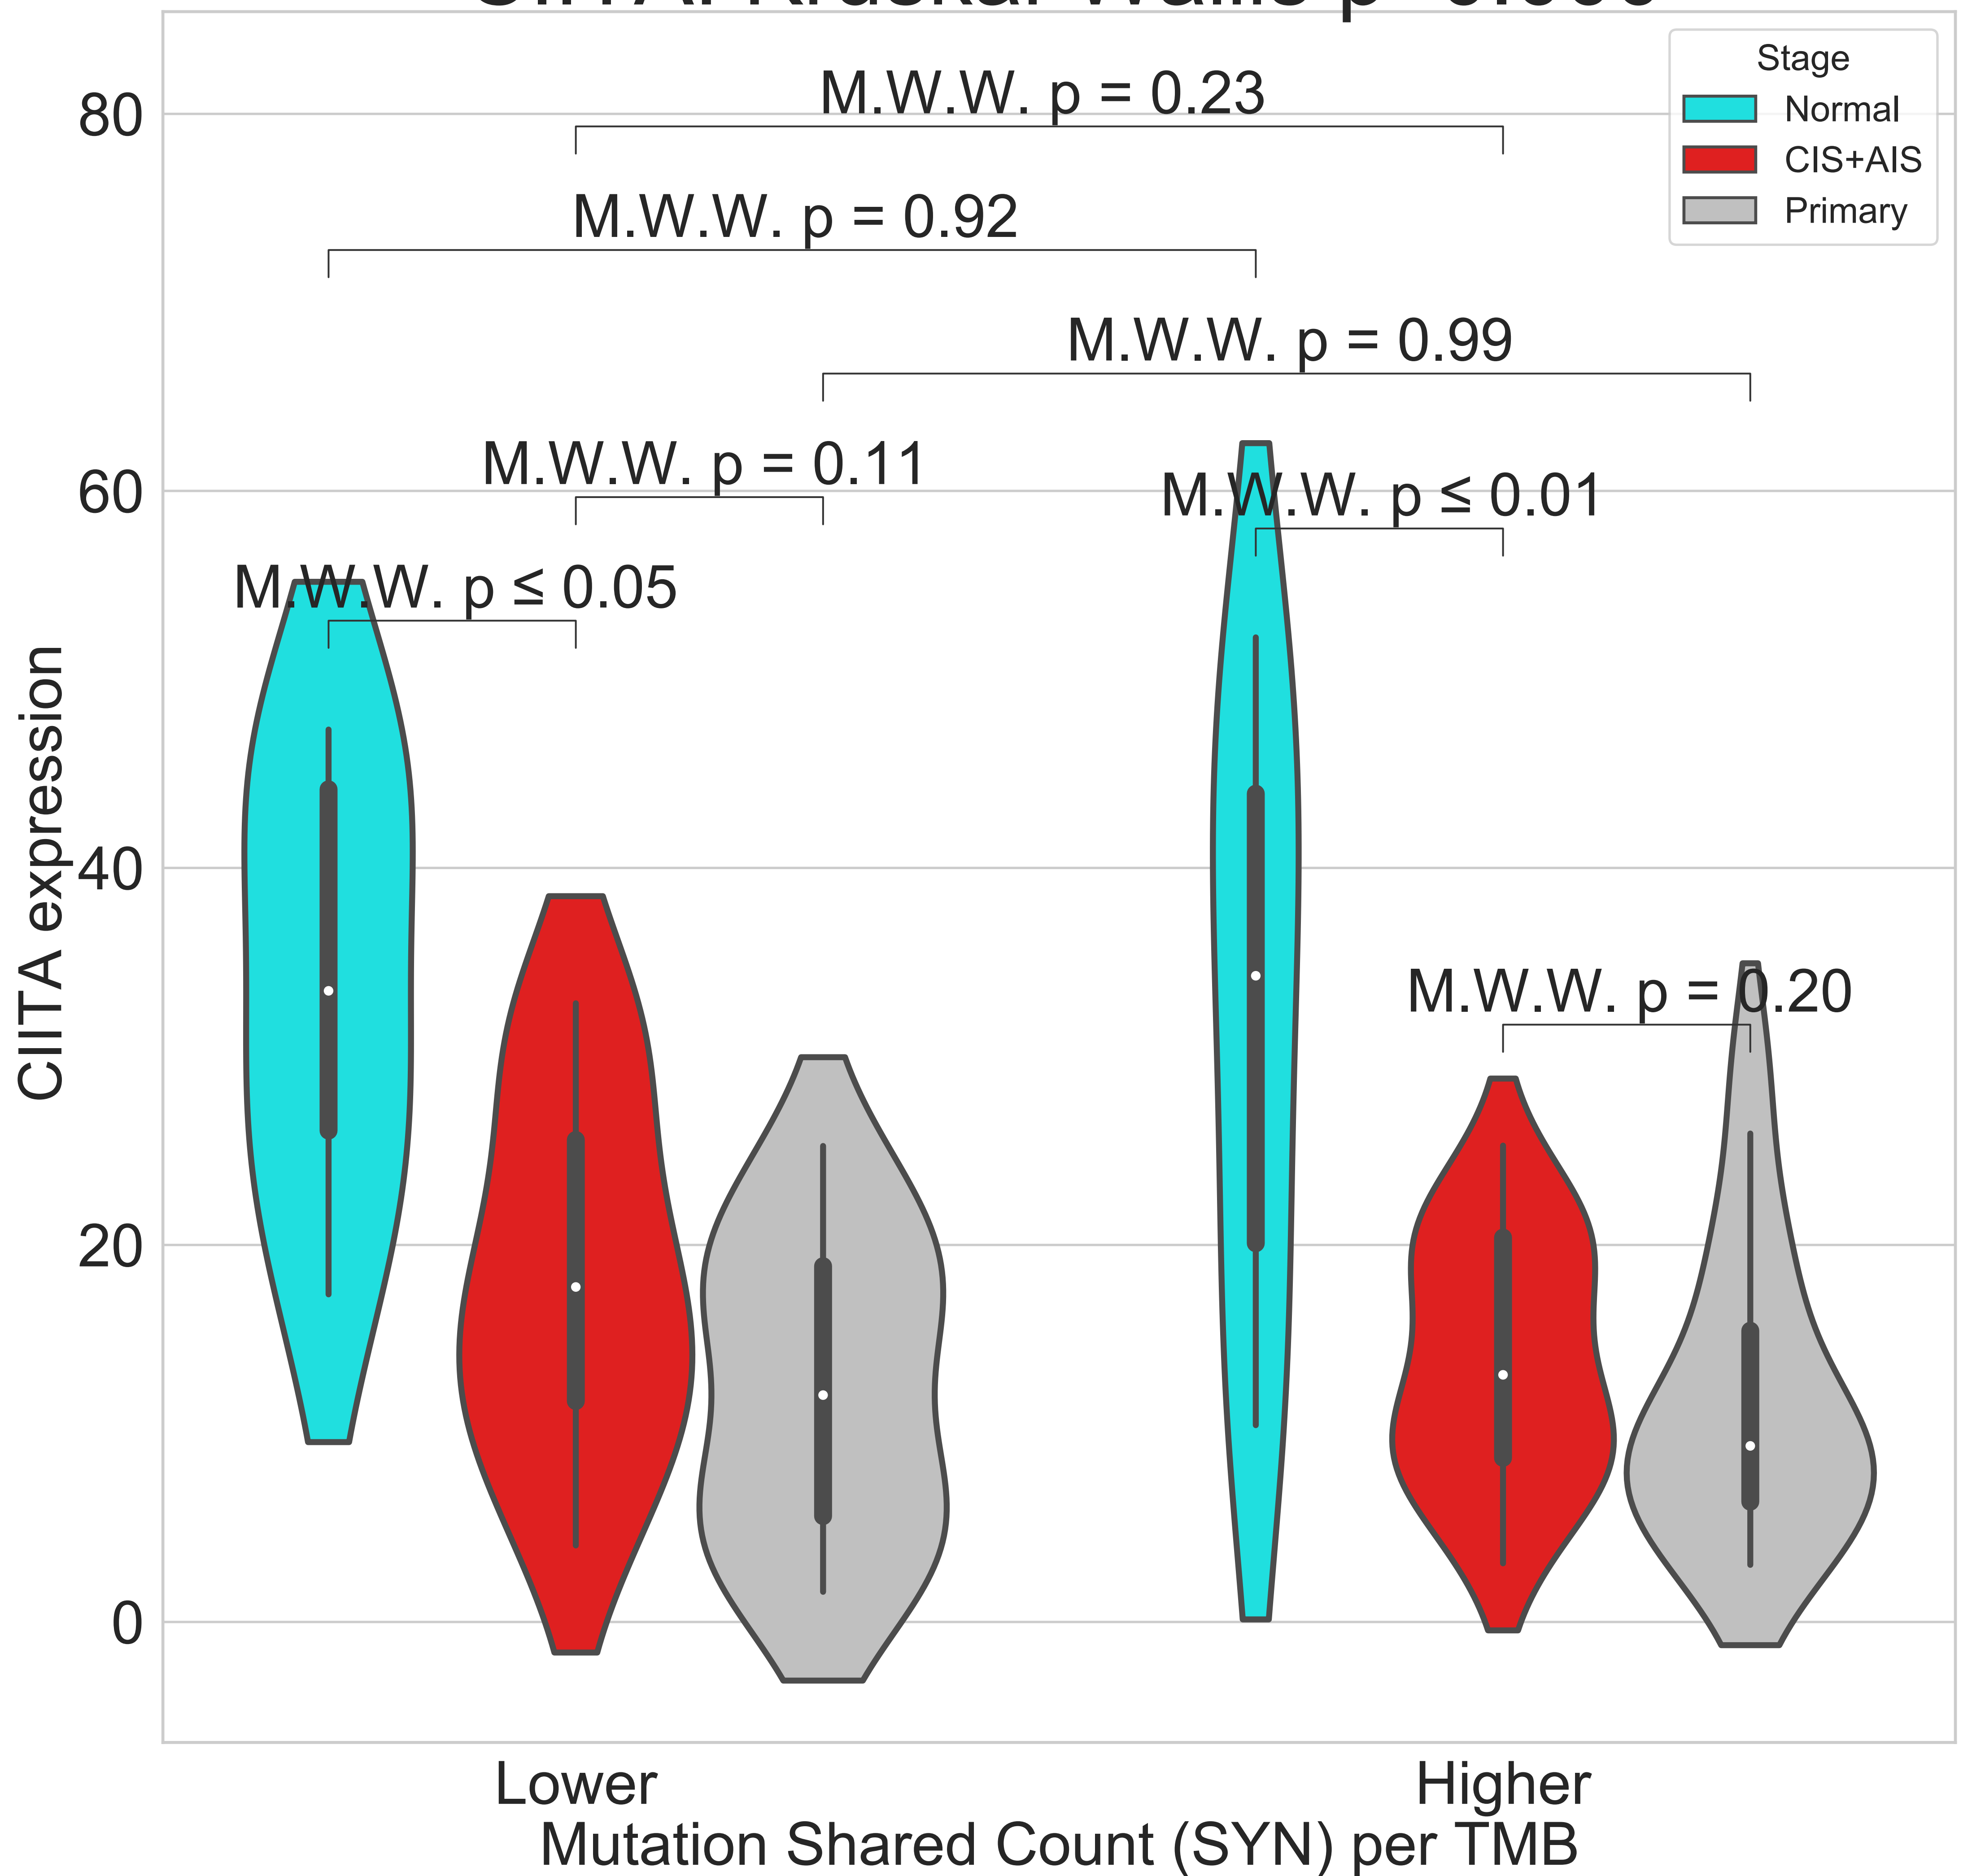 Stage
Normal
CIS+AIS
Primary
M.W.W. p = 0.23
M.W.W. p = 0.92
M.W.W. p = 0.99
M.W.W. p = 0.11
M.W.W. p ≤ 0.01
M.W.W. p ≤ 0.05
M.W.W. p = 0.20
CIITA expression
80
60
40
20
0
Lower
Higher
Mutation Shared Count (SYN) per TMB